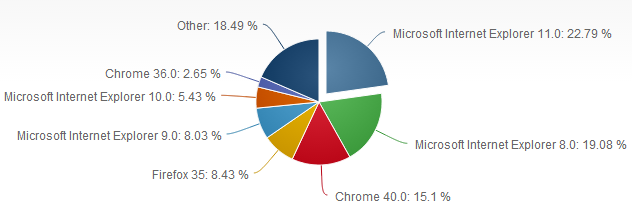 Other: 18.49 %
Microsoft Internet Explorer 11.0: 22.79 %
Chrome 36.0: 2.65 %
Microsoft Internet Explorer 10.0: 5.43 %
Microsoft Internet Explorer 9.0: 8.03 %
Microsoft Internet Explorer 8.0: 19.08 %
Firefox 35: 8.43 %
Chrome 40.0: 15.1 %